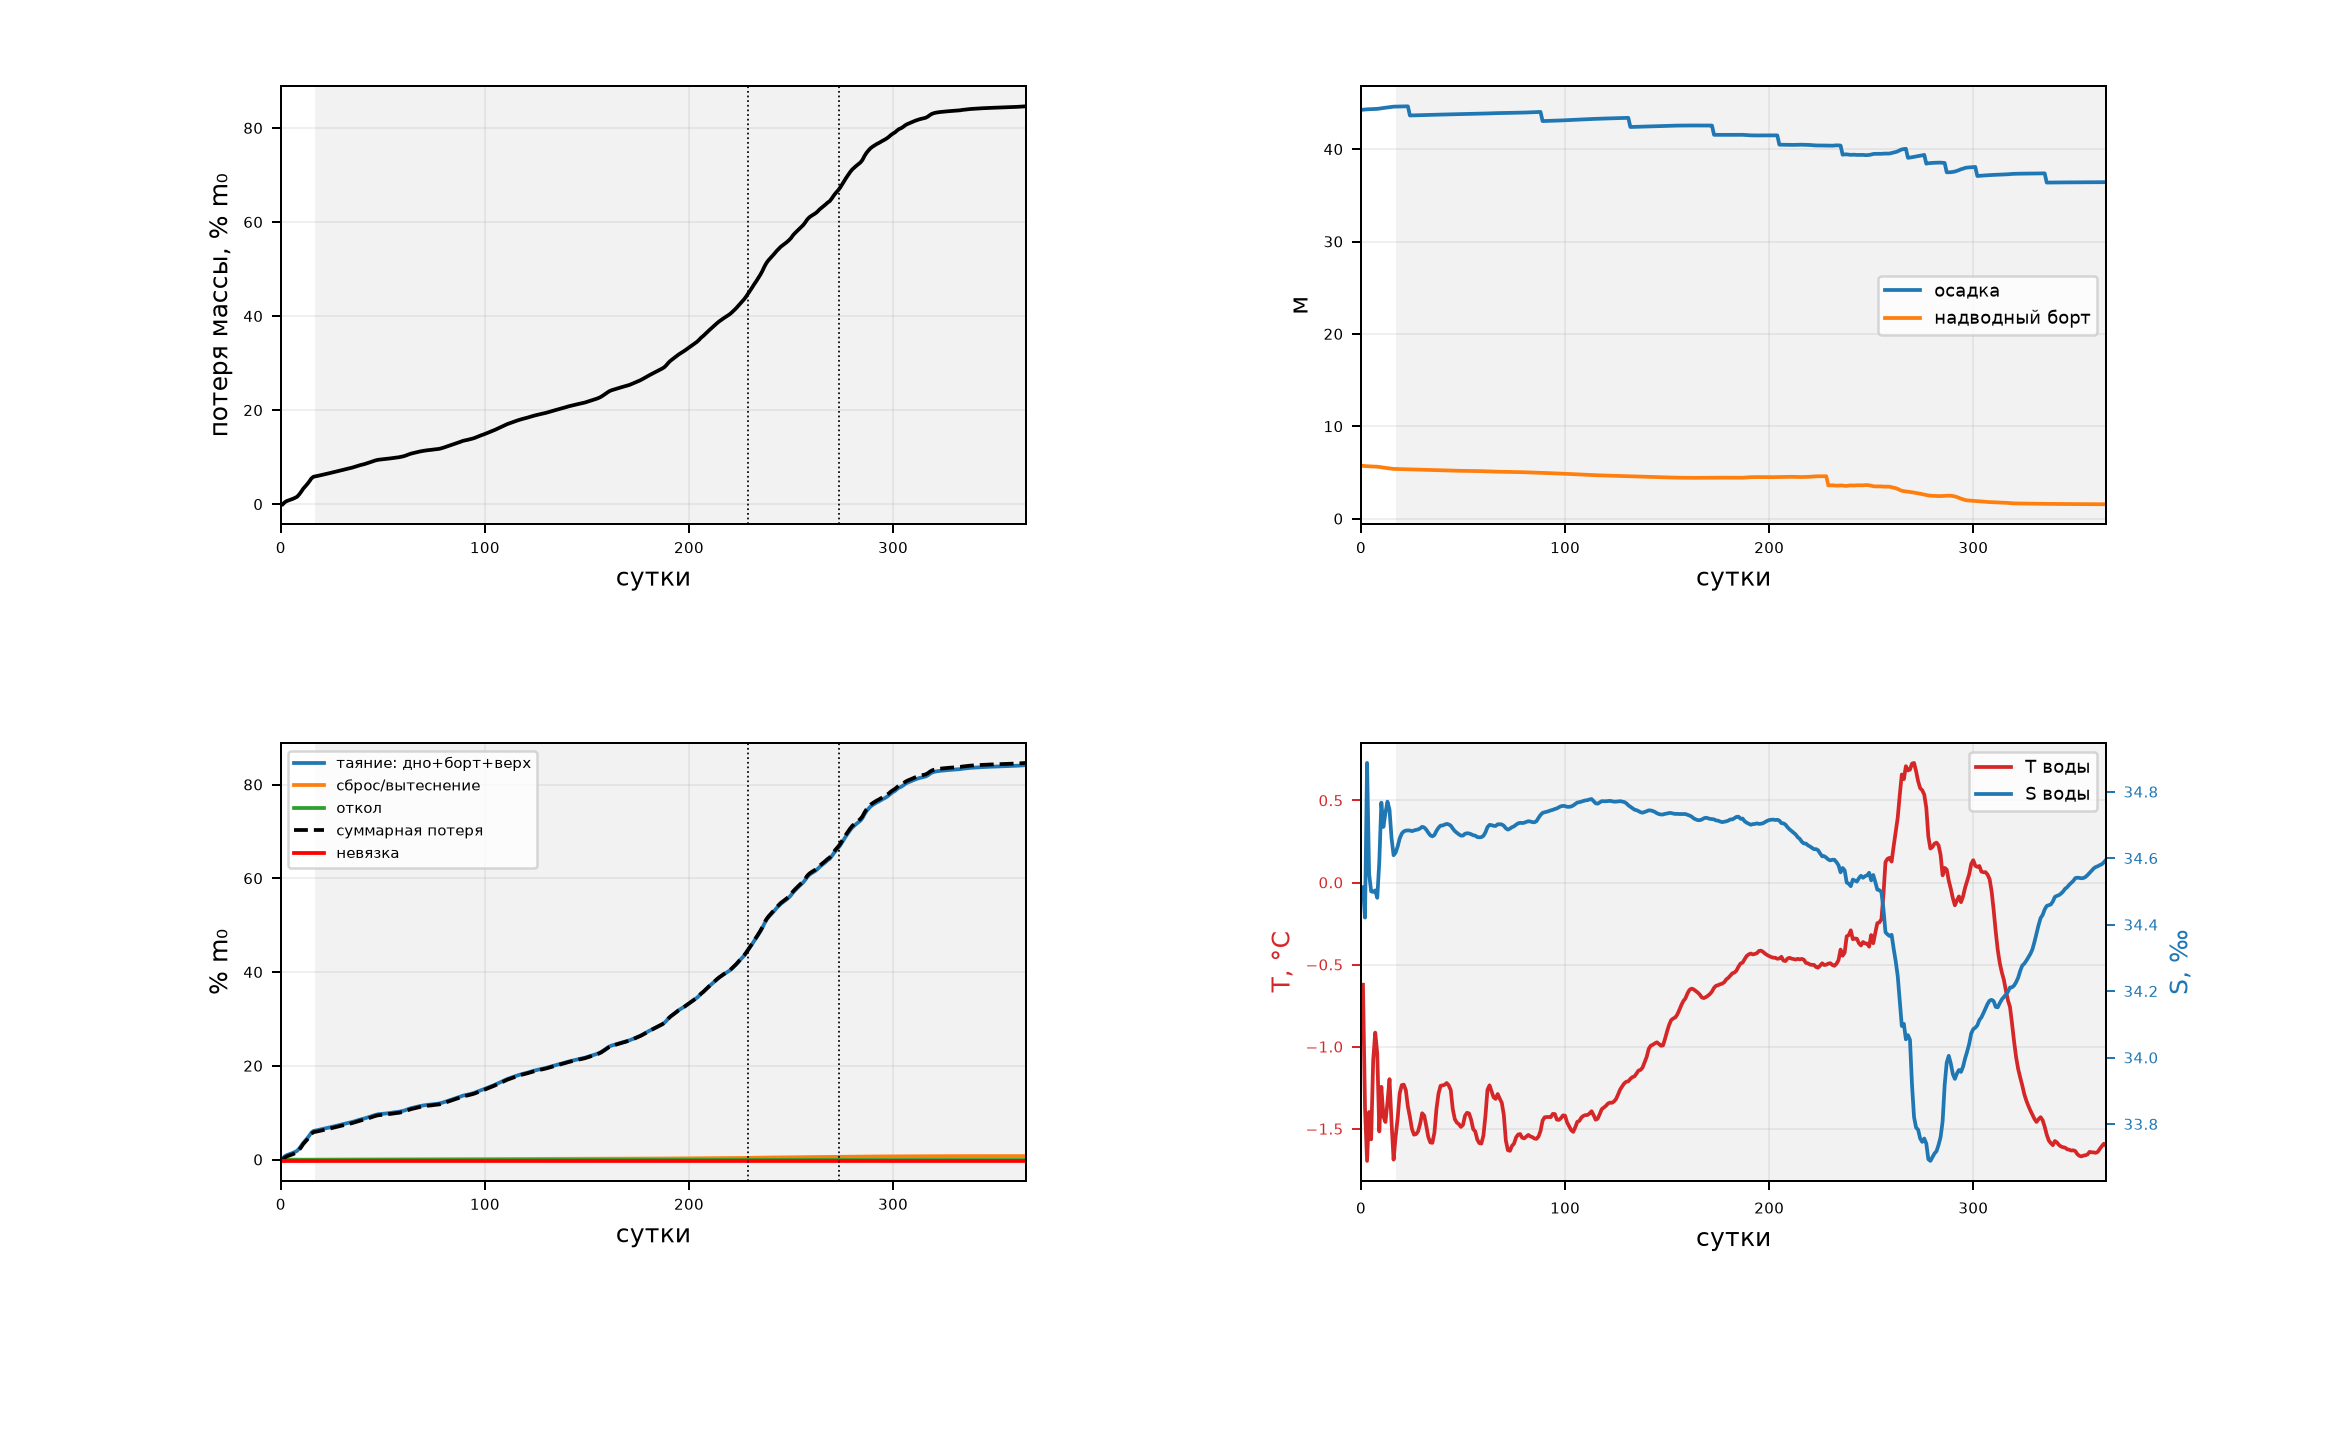 потеря массы, % m₀
80
60
40
20
0
0 100 200 300
сутки
м
40
30
20
10
0
осадка
надводный борт
0 100 200 300
сутки
% m₀
80
60
40
20
0
таяние: дно+борт+верх
сброс/вытеснение
откол
суммарная потеря
невязка
0 100 200 300
сутки
T, °C
0.5
0.0
−0.5
−1.0
−1.5
T воды
S воды
34.8
34.6
34.4
34.2
34.0
33.8
S, ‰
0 100 200 300
сутки